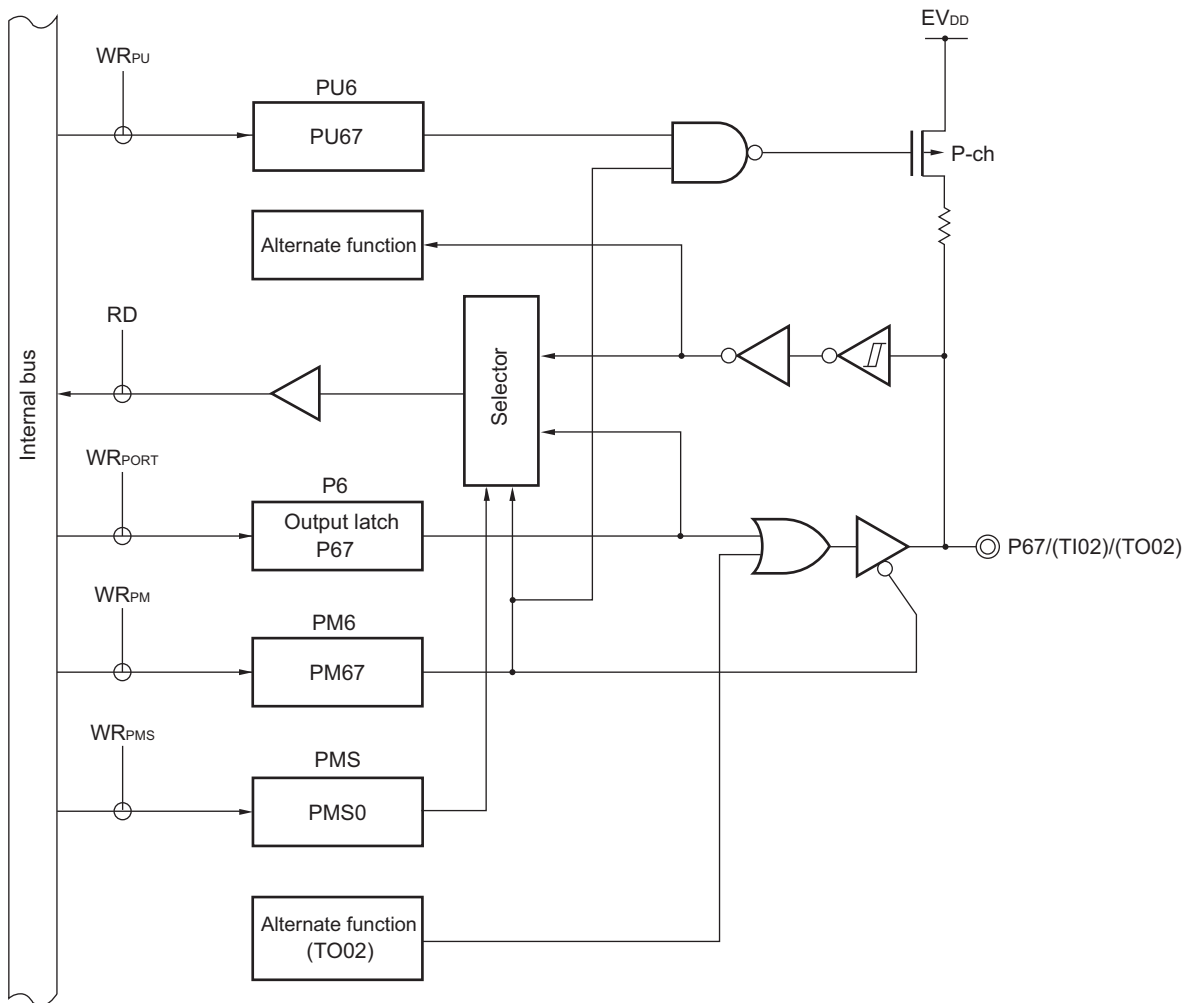 EVDD
WRPU
PU6
PU67
P-ch
Alternate function
RD
Selector
Internal bus
WRPORT
P6
Output latch
P67
P67/(TI02)/(TO02)
WRPM
PM6
PM67
WRPMS
PMS
PMS0
Alternate function
(TO02)